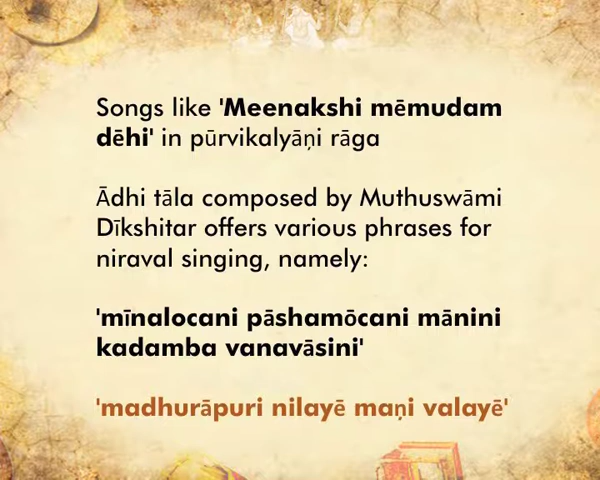 Songs like 'Meenakshi mēmudam
dēhi' in pūrvikalyāṇi rāga
Ādhi tāla composed by Muthuswāmi
Dīkshitar offers various phrases for
niraval singing, namely:
'mīnalocani pāshamōcani mānini
kadamba vanavāsini'
'madhurāpuri nilayē maṇi valayē'